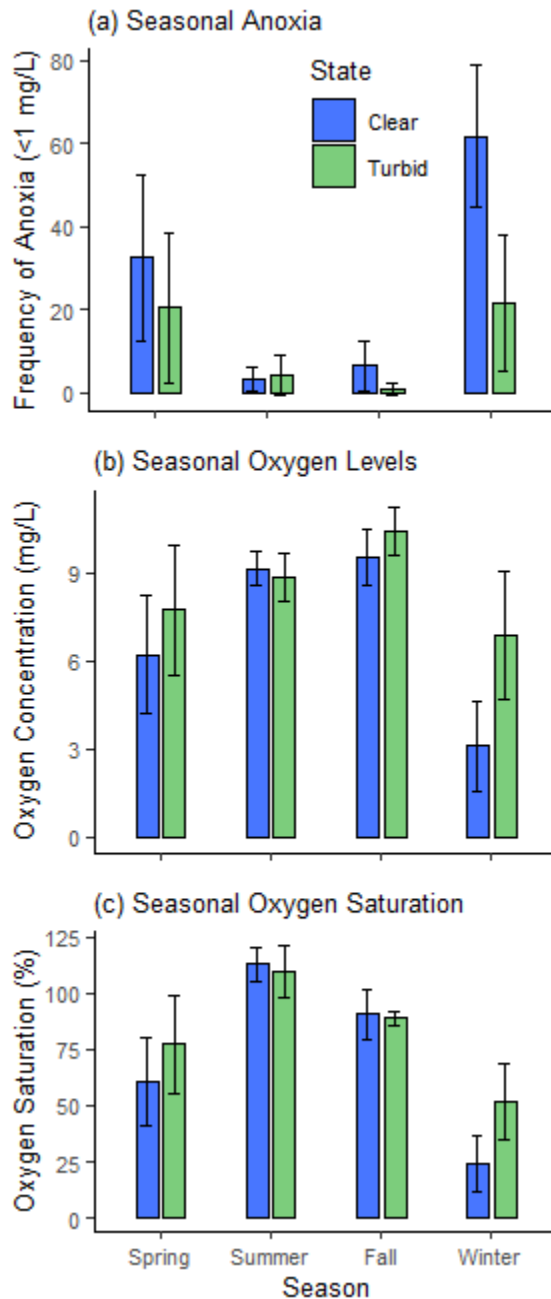 (a) Seasonal Anoxia
Frequency of Anoxia (<1 mg/L)
80
60
40
20
0
State
Clear
Turbid
(b) Seasonal Oxygen Levels
Oxygen Concentration (mg/L)
9
6
3
0
(c) Seasonal Oxygen Saturation
Oxygen Saturation (%)
125
100
75
50
25
0
Spring Summer Fall Winter
Season